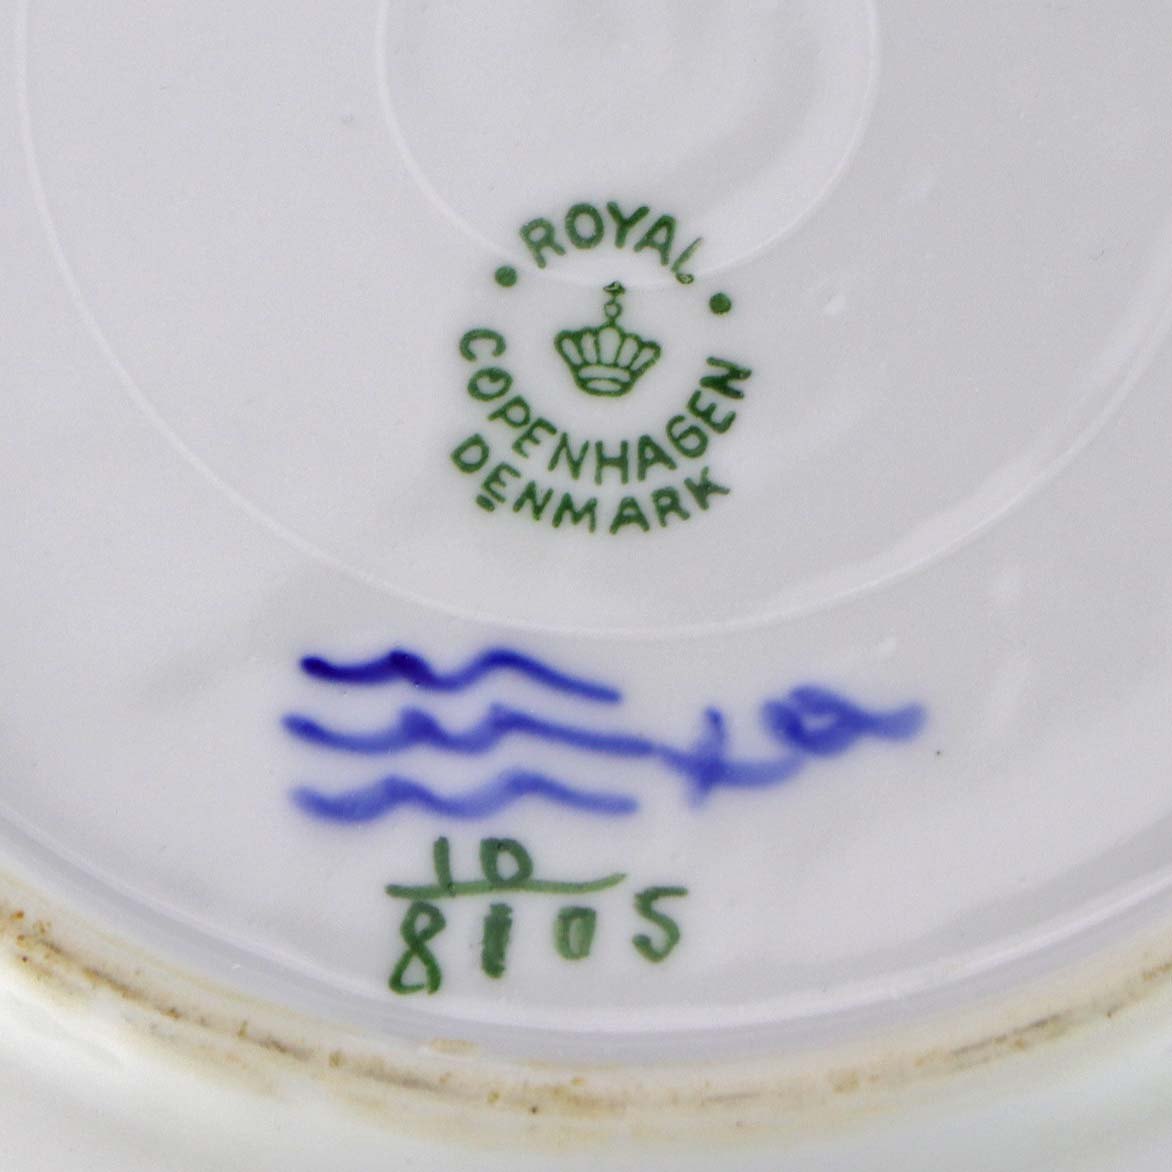 ROYAL
COPENHAGEN
DENMARK
10
8105